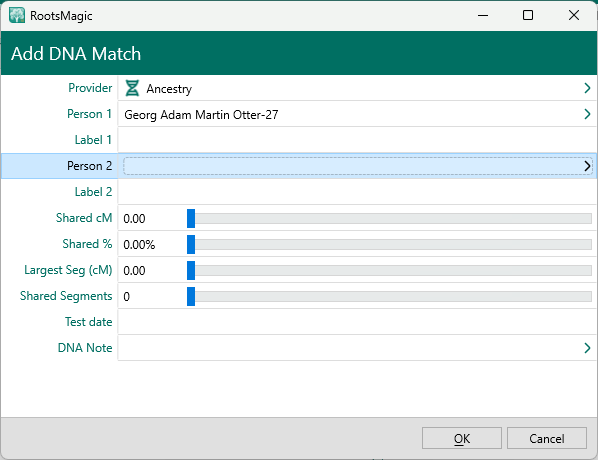 RootsMagic
Add DNA Match
Provider Ancestry
Person 1 Georg Adam Martin Otter-27
Label 1
Person 2
Label 2
Shared cM 0.00
Shared % 0.00%
Largest Seg (cM) 0.00
Shared Segments 0
Test date
DNA Note
OK Cancel